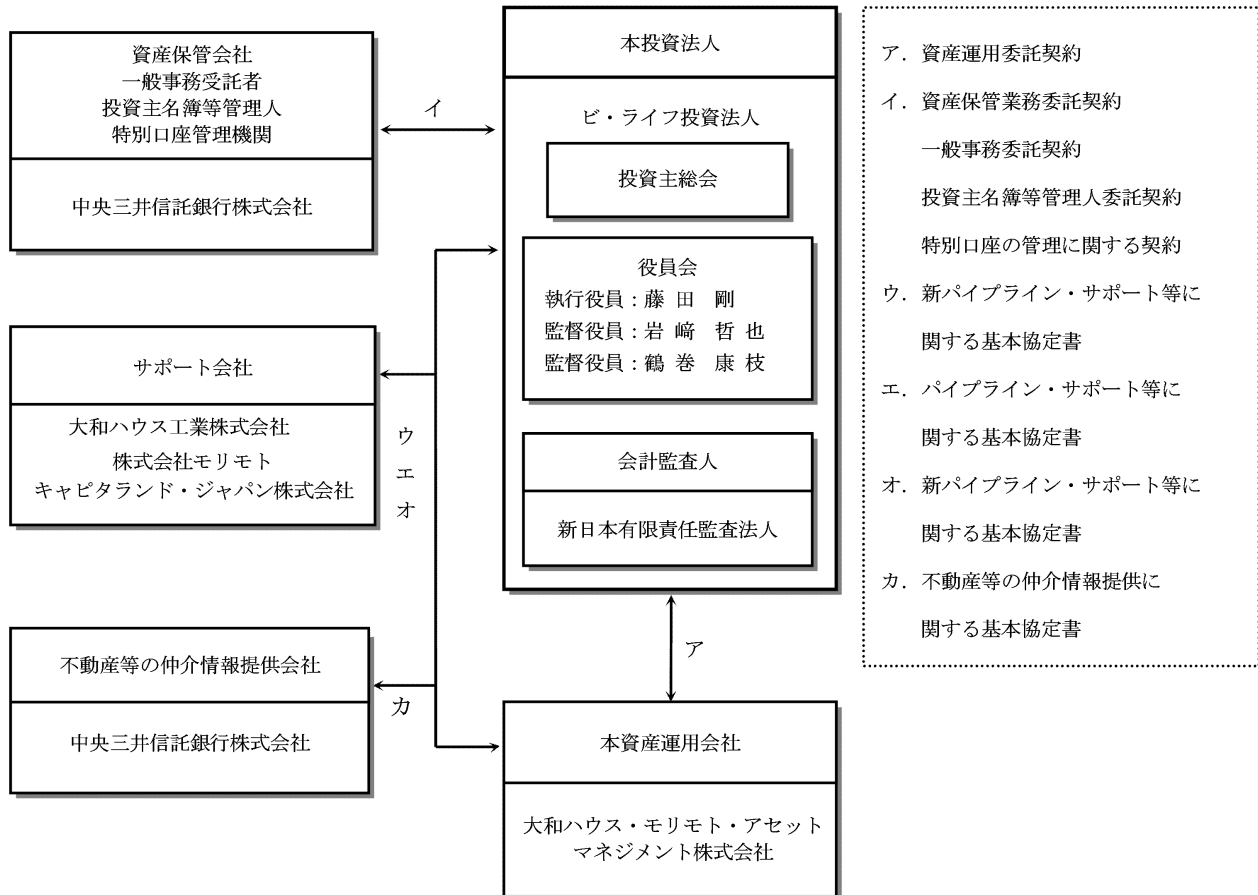 資産保管会社
一般事務受託者
投資主名簿等管理人
特別口座管理機関
中央三井信託銀行株式会社
イ
本投資法人
ビ・ライフ投資法人
投資主総会
役員会
執行役員：藤 田 剛
監督役員：岩 﨑 哲 也
監督役員：鶴 巻 康 枝
会計監査人
新日本有限責任監査法人
サポート会社
大和ハウス工業株式会社
株式会社モリモト
キャピタランド・ジャパン株式会社
ウ
エ
オ
不動産等の仲介情報提供会社
中央三井信託銀行株式会社
カ
ア
本資産運用会社
大和ハウス・モリモト・アセット
マネジメント株式会社
ア．資産運用委託契約
イ．資産保管業務委託契約
一般事務委託契約
投資主名簿等管理人委託契約
特別口座の管理に関する契約
ウ．新パイプライン・サポート等に
関する基本協定書
エ．パイプライン・サポート等に
関する基本協定書
オ．新パイプライン・サポート等に
関する基本協定書
カ．不動産等の仲介情報提供に
関する基本協定書